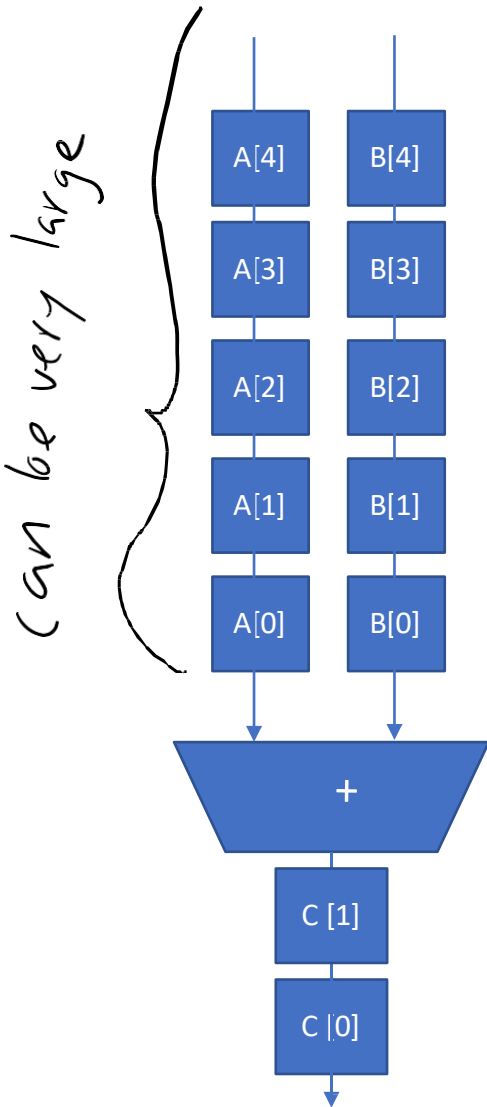 can be very large
A[4] B[4]
A[3] B[3]
A[2] B[2]
A[1] B[1]
A[0] B[0]
+
C [1]
C [0]